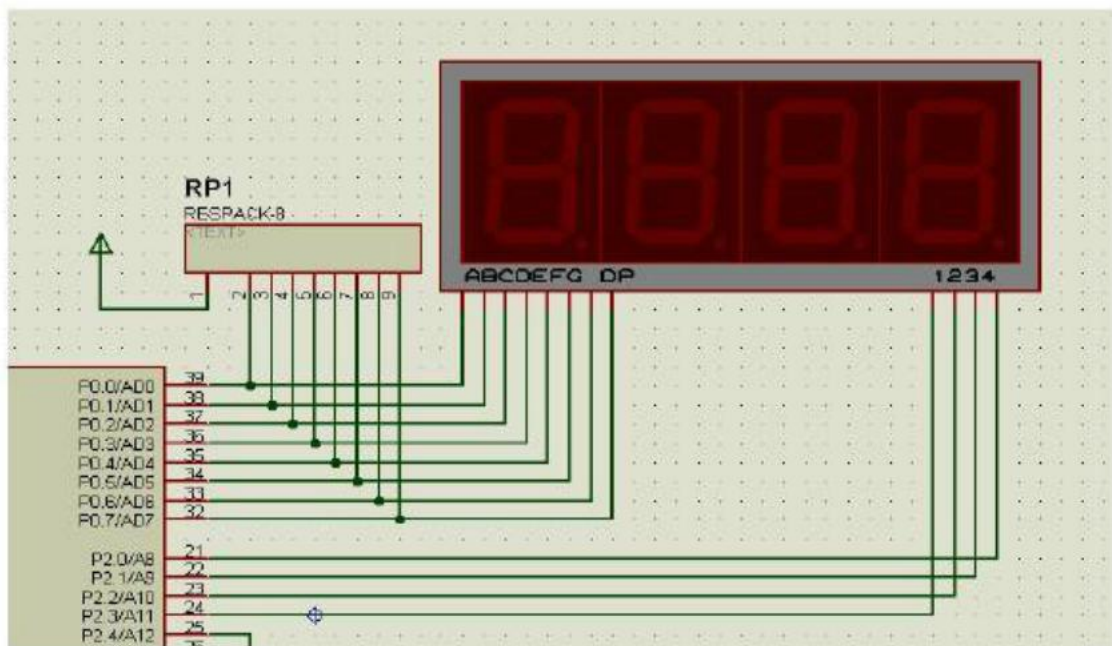 RP1
RESPACK-8
<TEXT>
ABCDEFG DP
1234
1
2
3
4
5
6
7
8
9
P0.0/AD0
39
P0.1/AD1
38
P0.2/AD2
37
P0.3/AD3
36
P0.4/AD4
35
P0.5/AD5
34
P0.6/AD6
33
P0.7/AD7
32
P2.0/A8
21
P2.1/A9
22
P2.2/A10
23
P2.3/A11
24
P2.4/A12
25